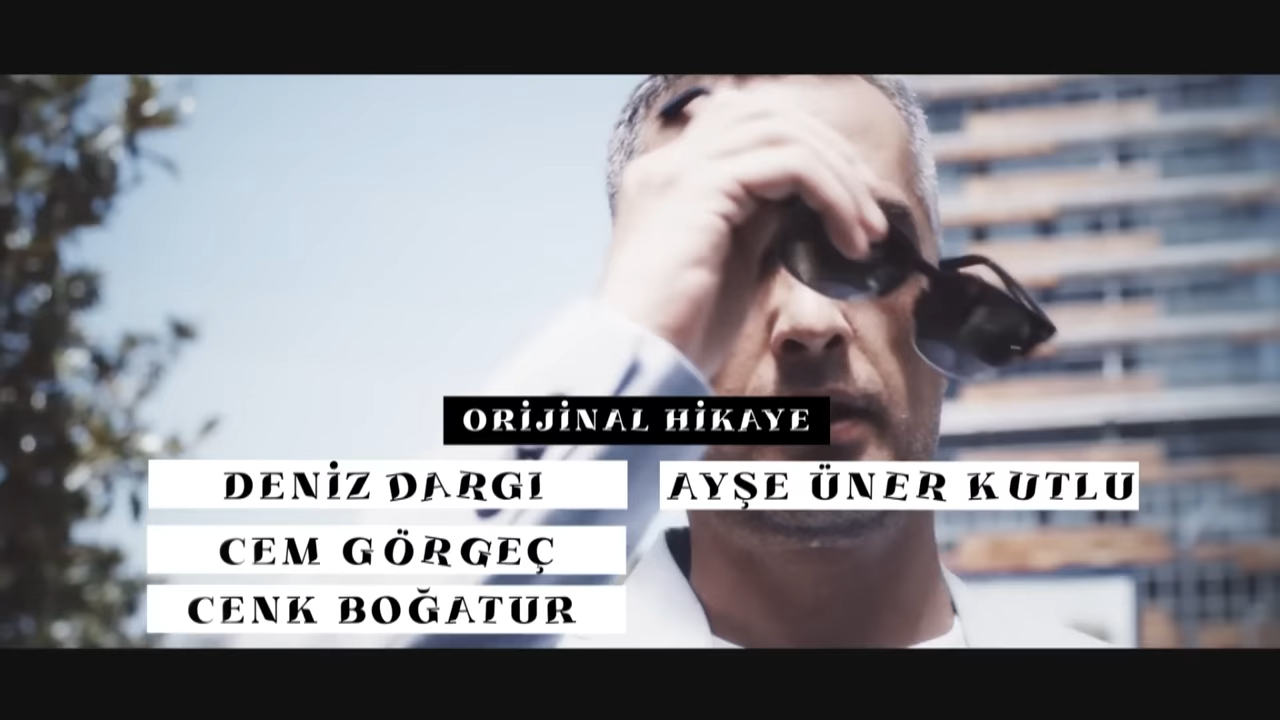 ORİJİNAL HİKAYE
DENİZ DARGI
AYŞE ÜNER KUTLU
CEM GÖRGEÇ
CENK BOĞATUR